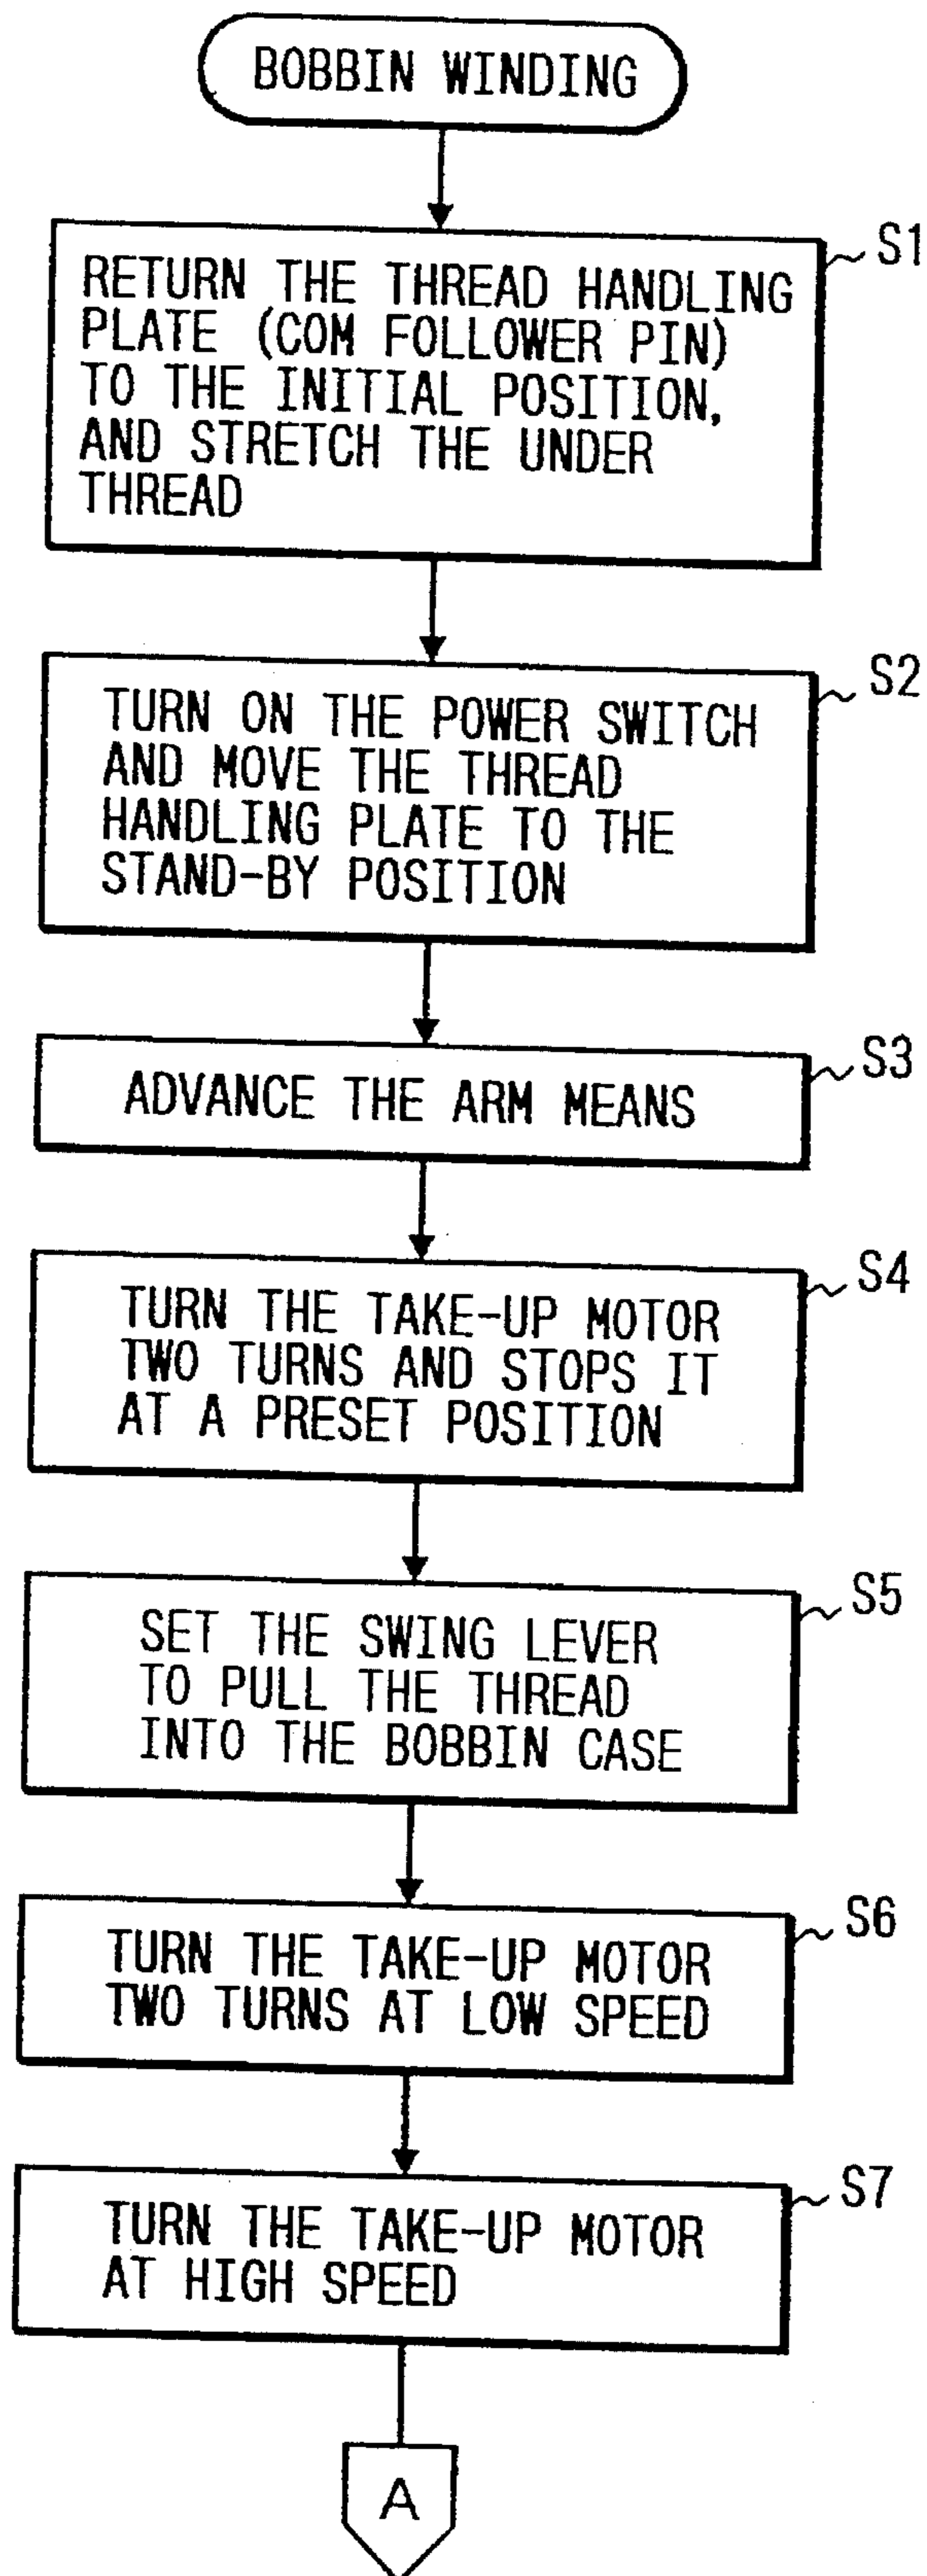 BOBBIN WINDING
S1
RETURN THE THREAD HANDLING
PLATE (COM FOLLOWER PIN)
TO THE INITIAL POSITION,
AND STRETCH THE UNDER
THREAD
S2
TURN ON THE POWER SWITCH
AND MOVE THE THREAD
HANDLING PLATE TO THE
STAND-BY POSITION
S3
ADVANCE THE ARM MEANS
S4
TURN THE TAKE-UP MOTOR
TWO TURNS AND STOPS IT
AT A PRESET POSITION
S5
SET THE SWING LEVER
TO PULL THE THREAD
INTO THE BOBBIN CASE
S6
TURN THE TAKE-UP MOTOR
TWO TURNS AT LOW SPEED
S7
TURN THE TAKE-UP MOTOR
AT HIGH SPEED
A